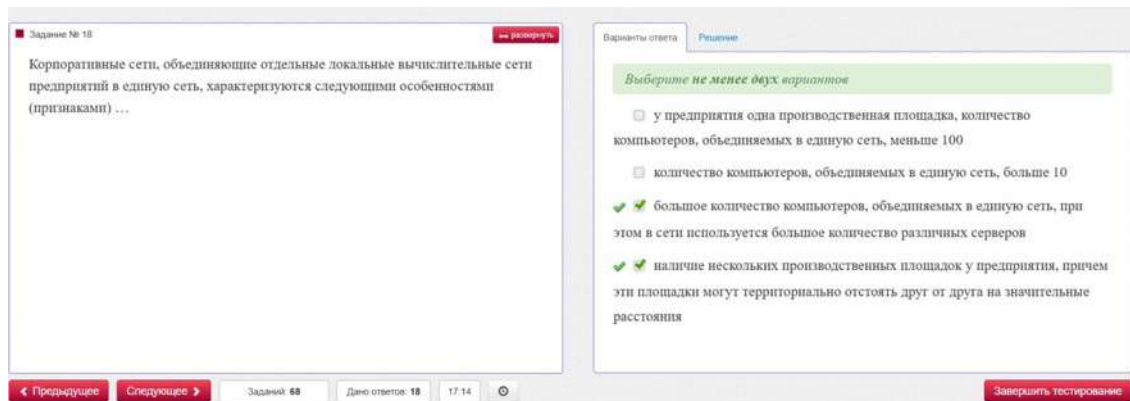 Задание № 18
развернуть
Корпоративные сети, объединяющие отдельные локальные вычислительные сети
предприятий в единую сеть, характеризуются следующими особенностями
(признаками) …
Варианты ответа
Решение
Выберите не менее двух вариантов
у предприятия одна производственная площадка, количество
компьютеров, объединяемых в единую сеть, меньше 100
количество компьютеров, объединяемых в единую сеть, больше 10
большое количество компьютеров, объединяемых в единую сеть, при
этом в сети используется большое количество различных серверов
наличие нескольких производственных площадок у предприятия, причем
эти площадки могут территориально отстоять друг от друга на значительные
расстояния
Предыдущее
Следующее
Заданий: 68
Дано ответов: 18
17:14
Завершить тестирование